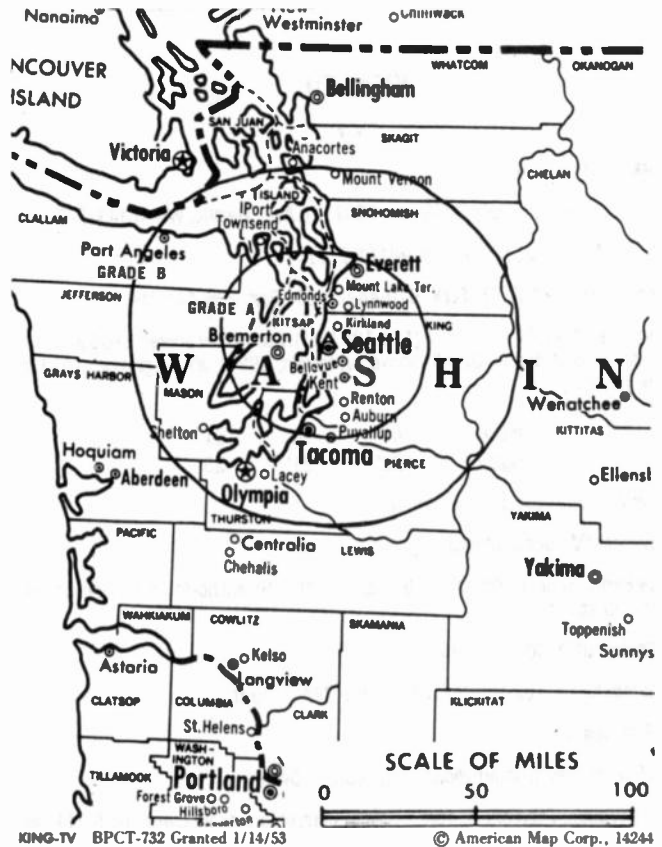 Nanaimo
New
Westminster
Chilliwack
NCOUVER
ISLAND
WHATCOM
OKANOGAN
Bellingham
SAN JUAN
SKAGIT
Victoria
Anacortes
CHELAN
Mount Vernon
ISLAND
SNOHOMISH
CLALLAM
Port
Townsend
Port Angeles
GRADE B
Everett
JEFFERSON
GRADE A
Edmonds
Mount Lake Ter.
Lynnwood
KITSAP
Kirkland
KING
Bremerton
Seattle
W A S H I N
Bellevue
Kent
GRAYS HARBOR
MASON
Renton
Wenatchee
Auburn
Shelton
Puyallup
KITTITAS
Hoquiam
Tacoma
PIERCE
Aberdeen
Olympia
Lacey
Ellensb
THURSTON
YAKIMA
PACIFIC
Centralia
LEWIS
Chehalis
Yakima
WAHKIAKUM
COWLITZ
SKAMANIA
Toppenish
Sunnys
Astoria
Kelso
Longview
CLATSOP
COLUMBIA
CLARK
KLICKITAT
St. Helens
WASH-
INGTON
SCALE OF MILES
TILLAMOOK
Portland
Forest Grove
Hillsboro
0 50 100
KING-TV BPCT-732 Granted 1/14/53
© American Map Corp., 14244